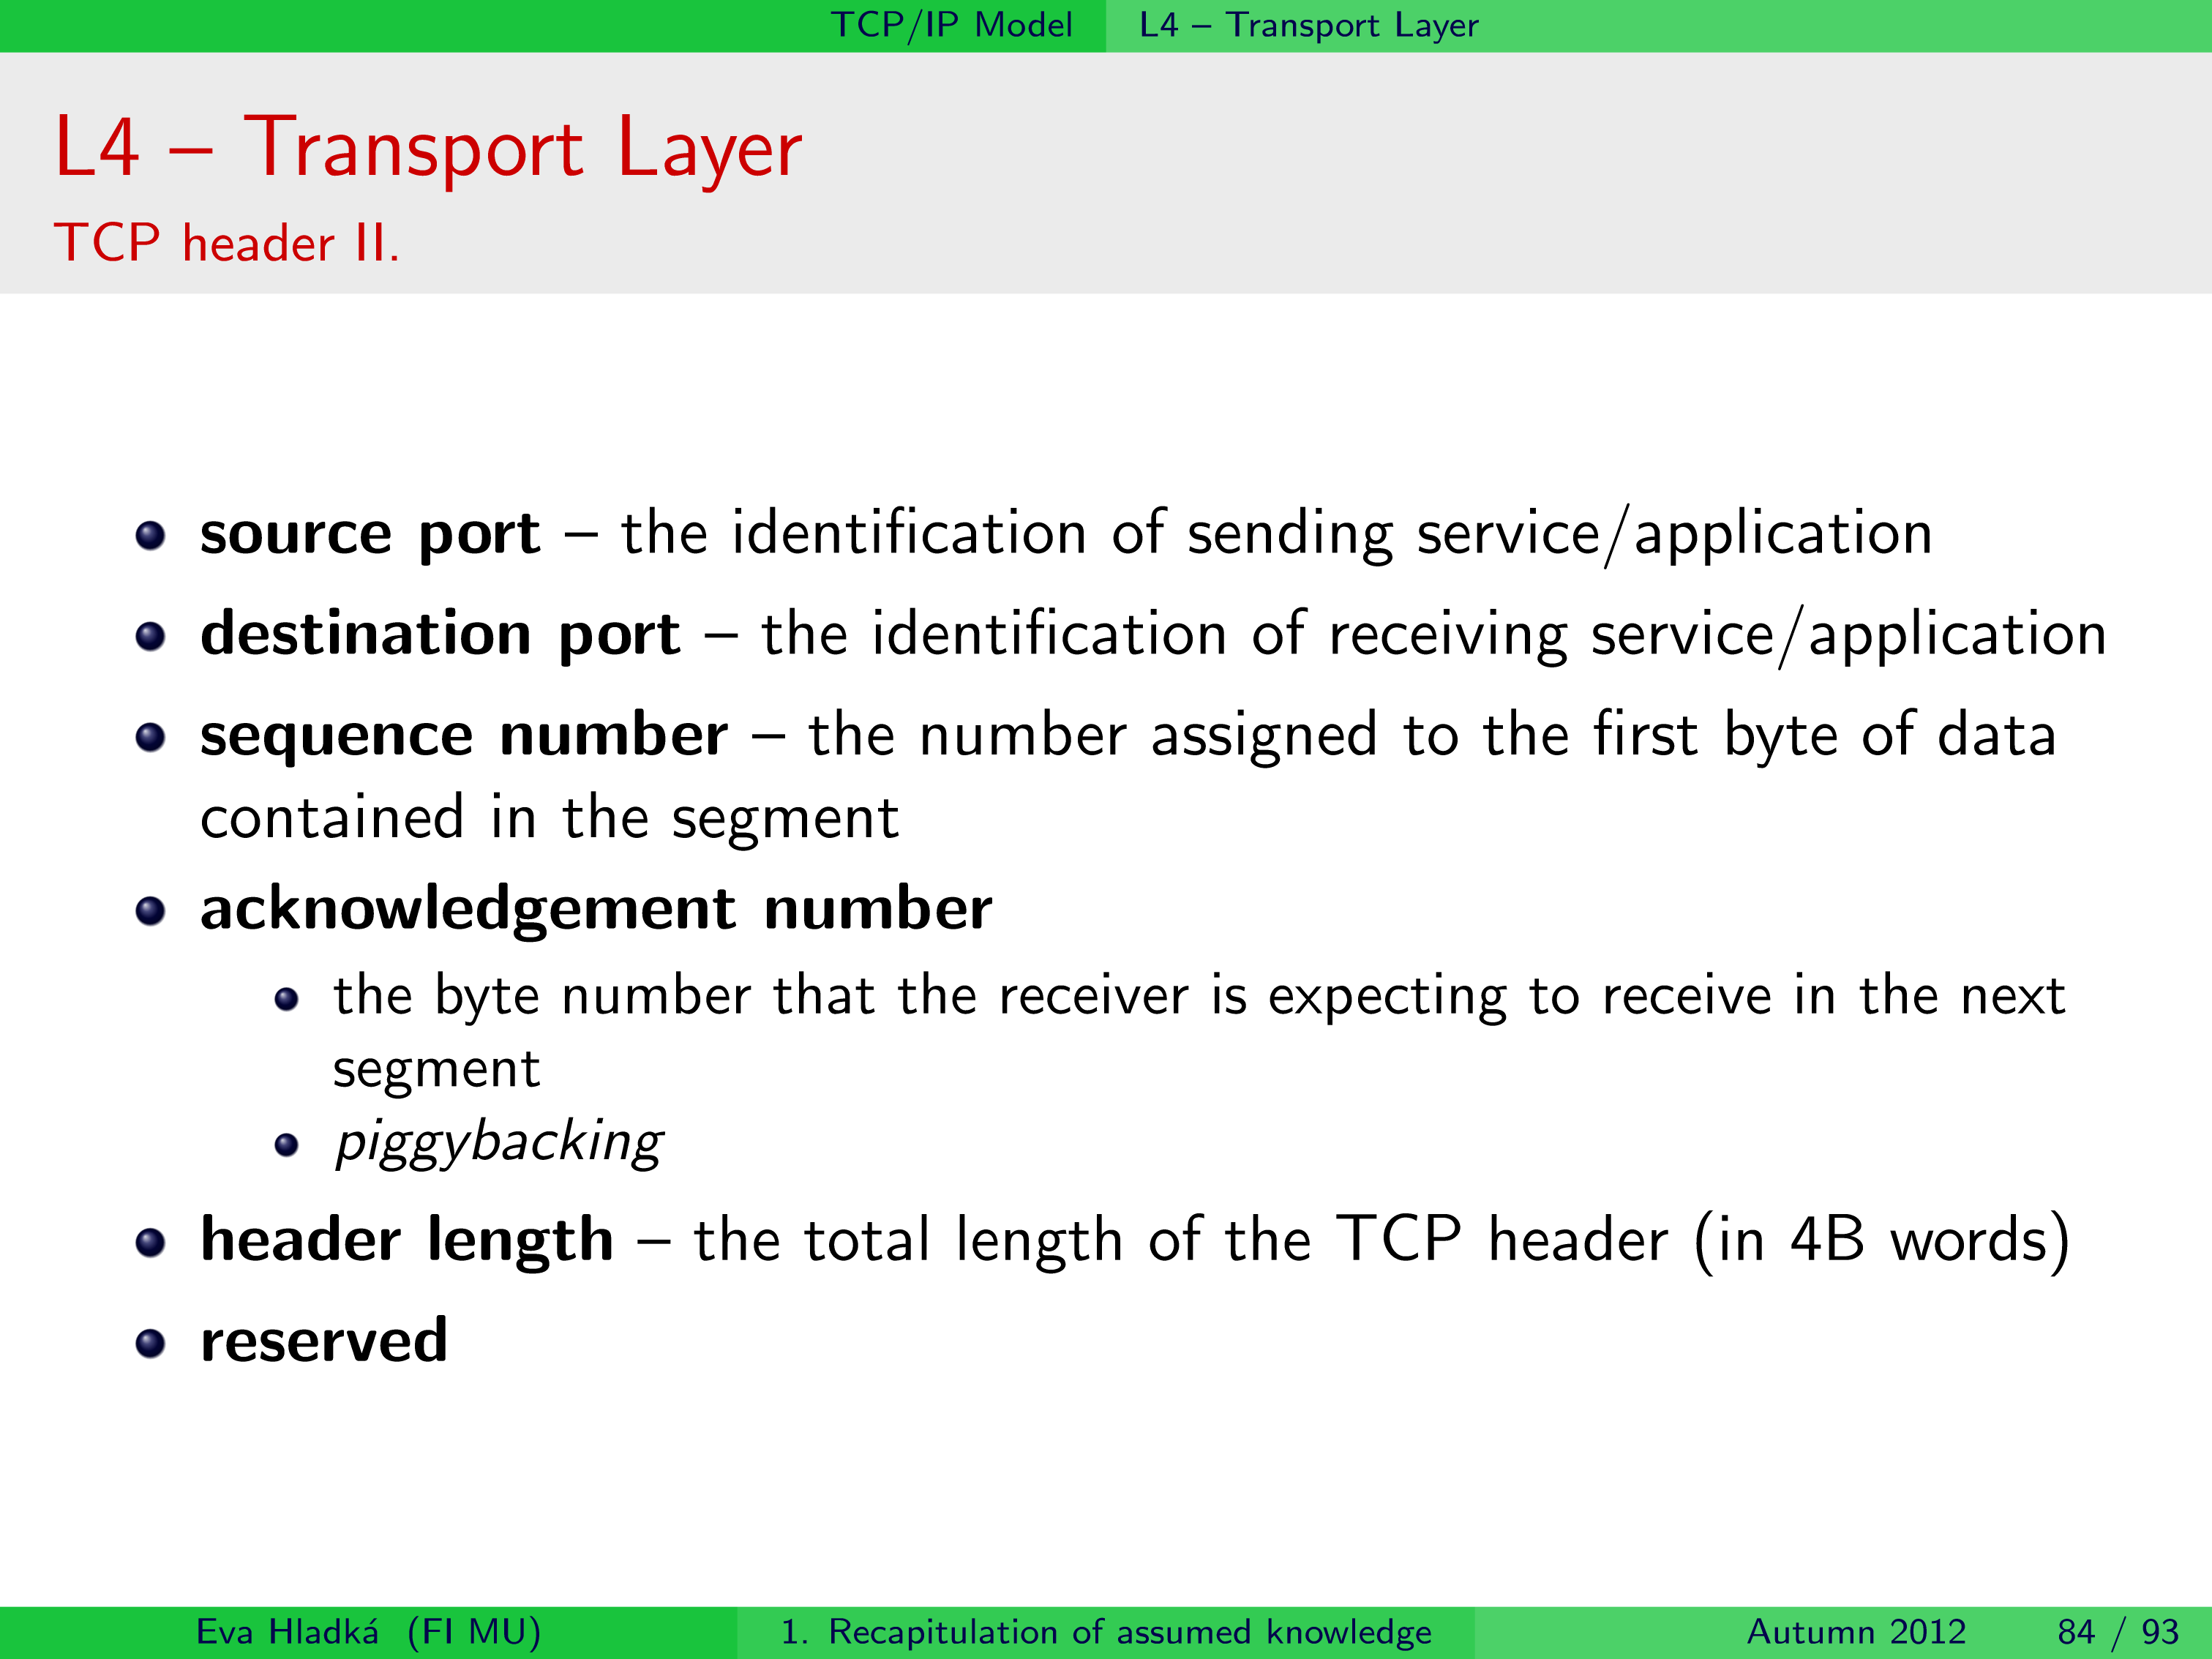 TCP/IP Model L4 – Transport Layer
L4 – Transport Layer
TCP header II.
source port – the identification of sending service/application
destination port – the identification of receiving service/application
sequence number – the number assigned to the first byte of data
contained in the segment
acknowledgement number
the byte number that the receiver is expecting to receive in the next
segment
piggybacking
header length – the total length of the TCP header (in 4B words)
reserved
Eva Hladká (FI MU) 1. Recapitulation of assumed knowledge Autumn 2012 84 / 93